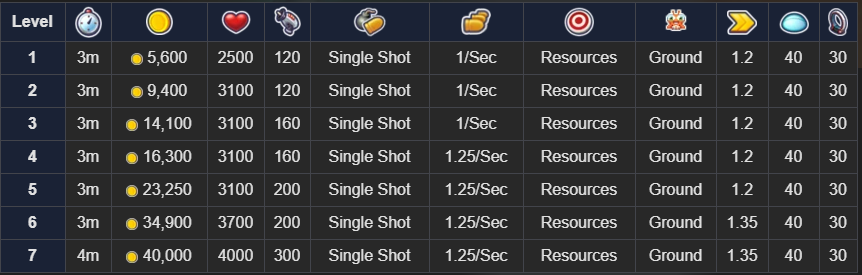 Level
1 3m 5,600 2500 120 Single Shot 1/Sec Resources Ground 1.2 40 30
2 3m 9,400 3100 120 Single Shot 1/Sec Resources Ground 1.2 40 30
3 3m 14,100 3100 160 Single Shot 1/Sec Resources Ground 1.2 40 30
4 3m 16,300 3100 160 Single Shot 1.25/Sec Resources Ground 1.2 40 30
5 3m 23,250 3100 200 Single Shot 1.25/Sec Resources Ground 1.2 40 30
6 3m 34,900 3700 200 Single Shot 1.25/Sec Resources Ground 1.35 40 30
7 4m 40,000 4000 300 Single Shot 1.25/Sec Resources Ground 1.35 40 30